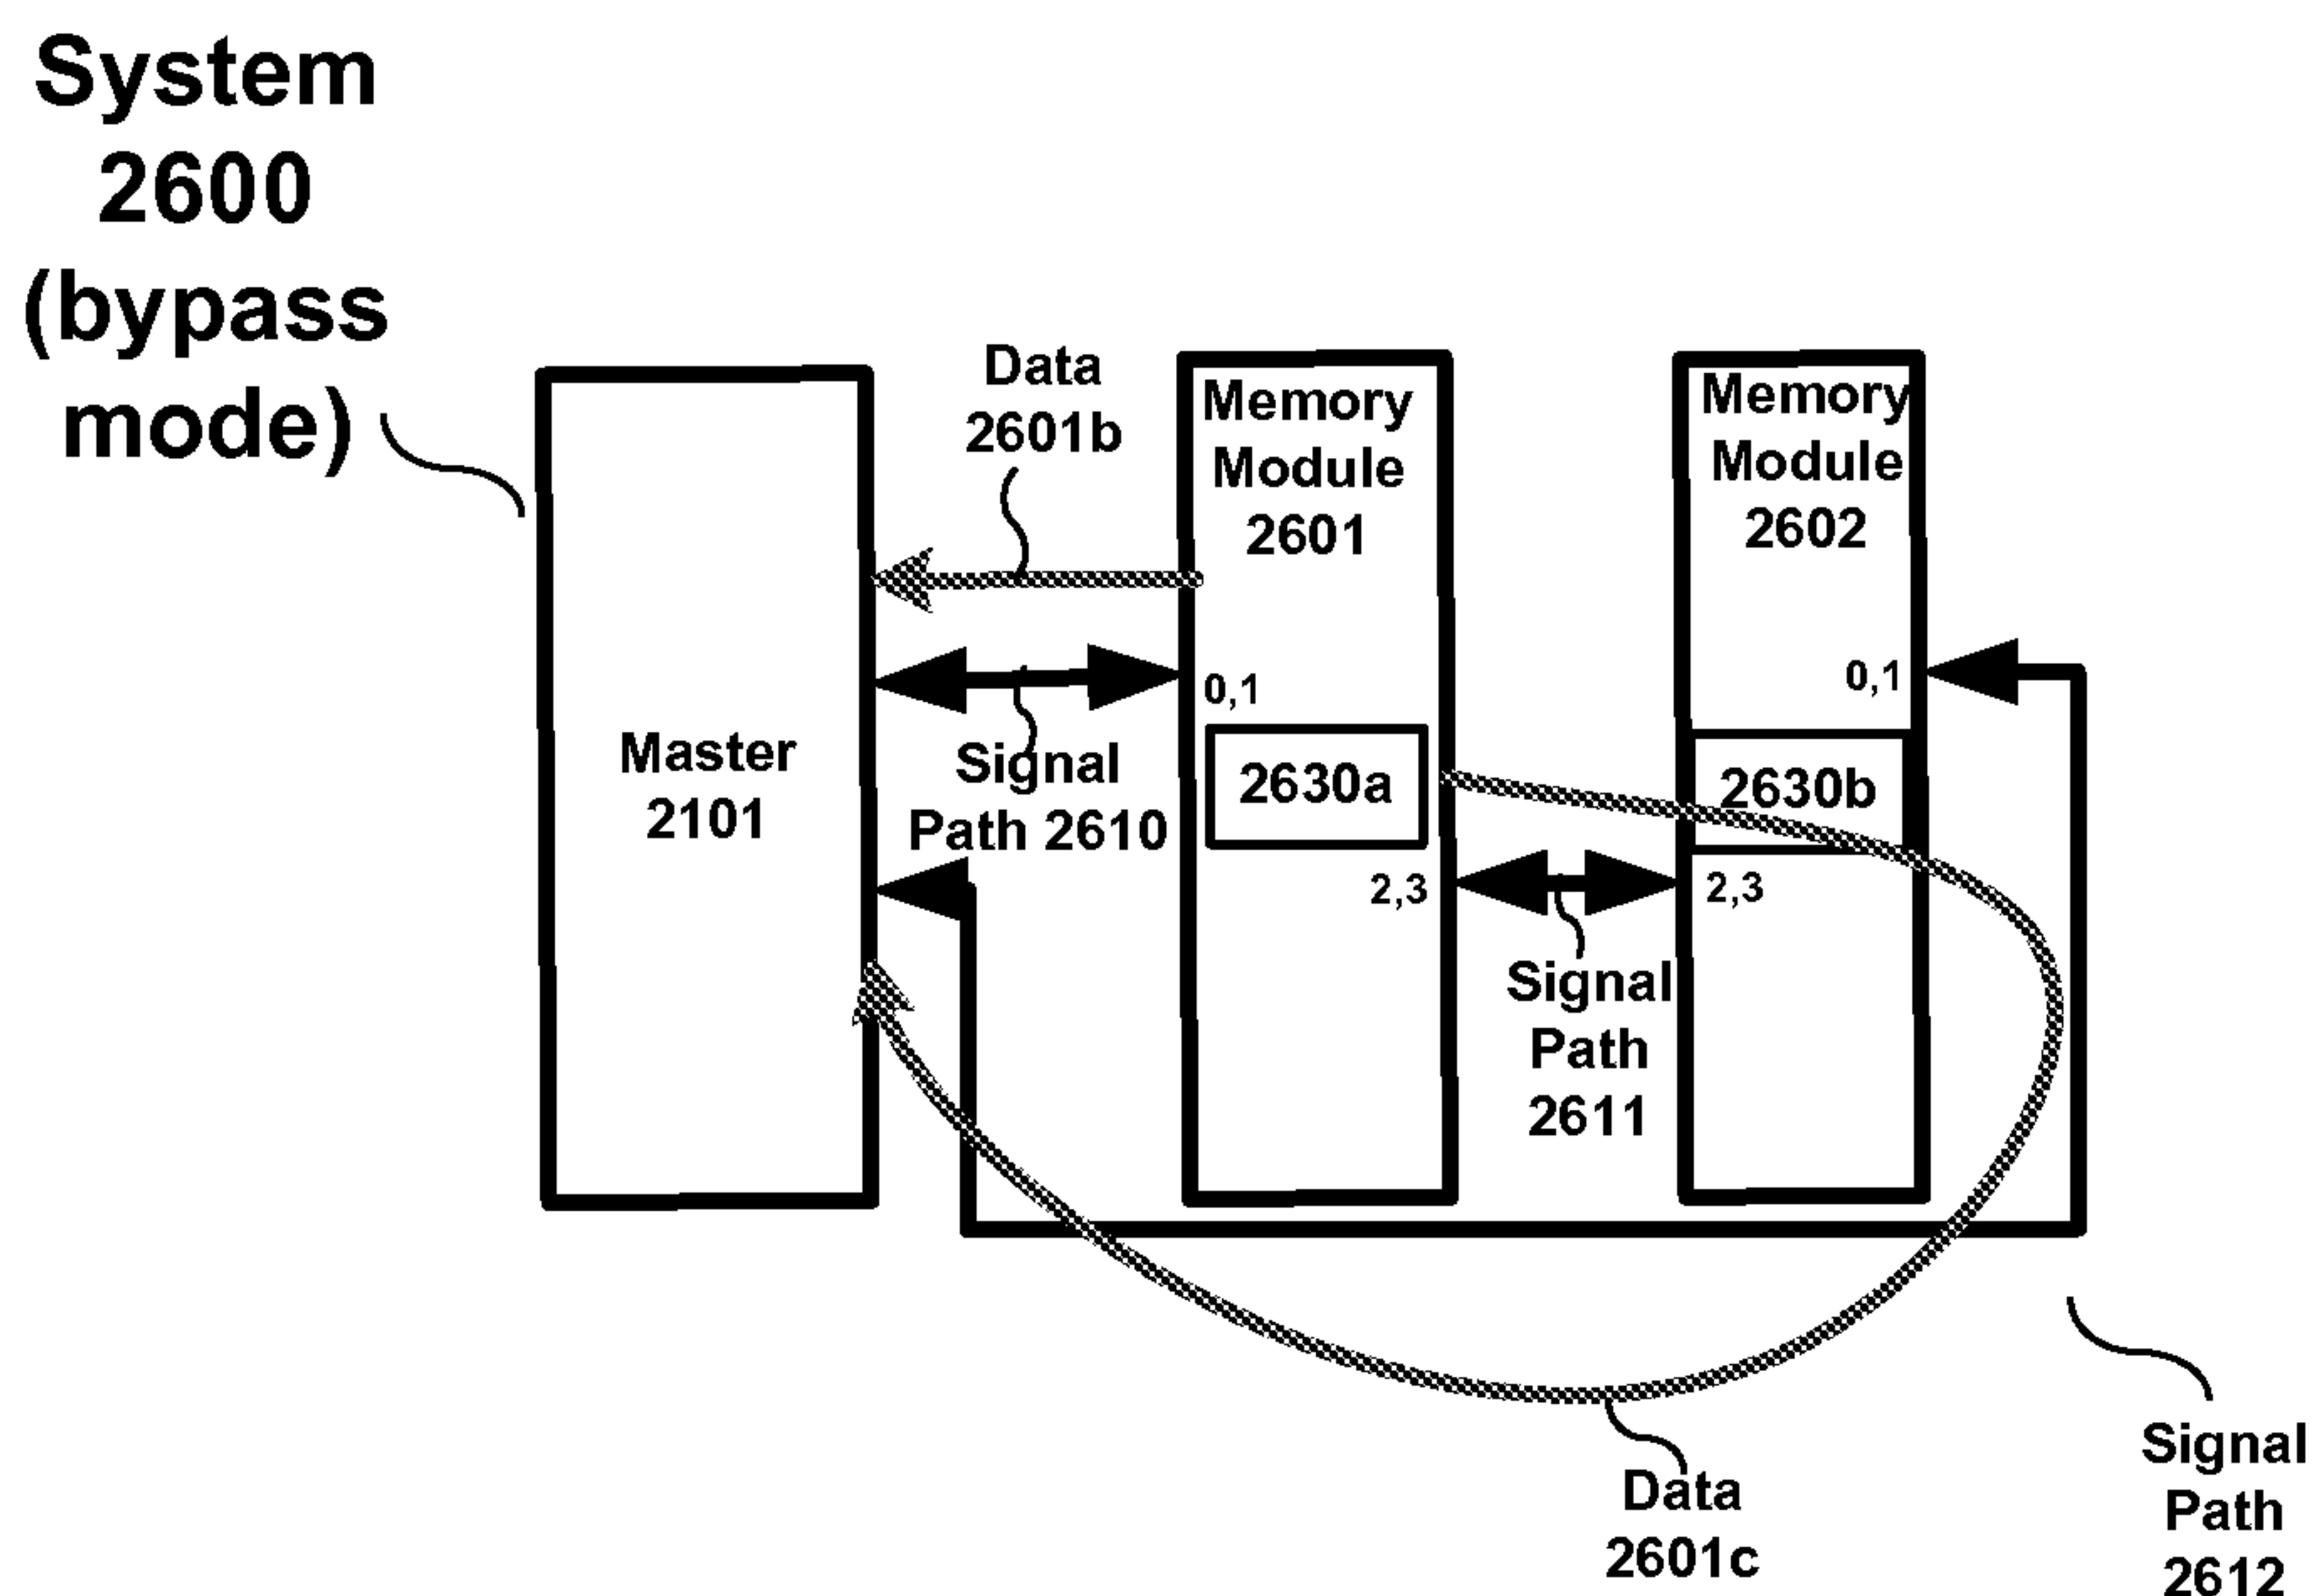 System
2600
(bypass
mode)
Data
2601b
Memory
Module
2601
Memory
Module
2602
0,1
0,1
Master
2101
Signal
Path 2610
2630a
2630b
2,3
2,3
Signal
Path
2611
Data
2601c
Signal
Path
2612